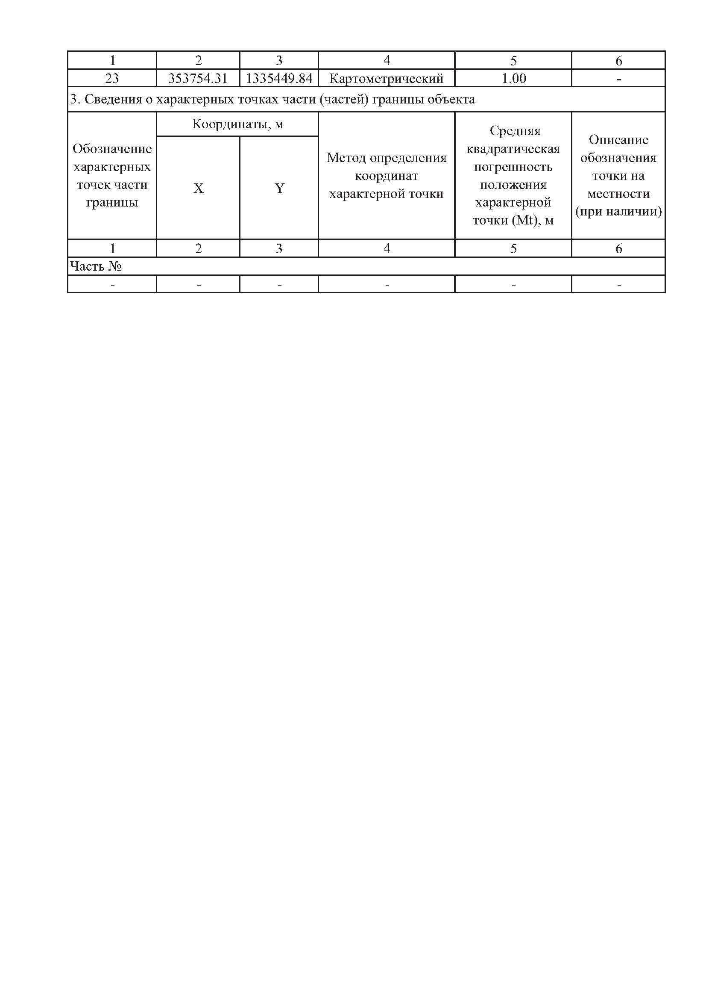 1 2 3 4 5 6
23 353754.31 1335449.84 Картометрический 1.00 -
3. Сведения о характерных точках части (частей) границы объекта
Обозначение
характерных
точек части
границы
Координаты, м
X Y
Метод определения
координат
характерной точки
Средняя
квадратическая
погрешность
положения
характерной
точки (Mt), м
Описание
обозначения
точки на
местности
(при наличии)
1 2 3 4 5 6
Часть №
- - - - - -